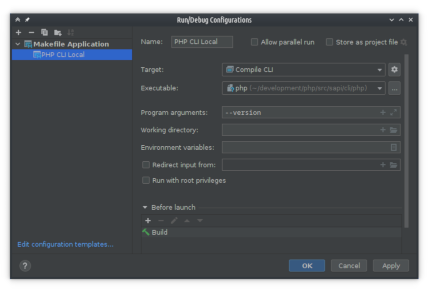 Run/Debug Configurations
Makefile Application
PHP CLI Local
Name: PHP CLI Local Allow parallel run Store as project file
Target: Compile CLI
Executable: php (~/development/php/src/sapi/cli/php) ...
Program arguments: --version
Working directory:
Environment variables:
Redirect input from:
Run with root privileges
Before launch
Build
Edit configuration templates...
? OK Cancel Apply